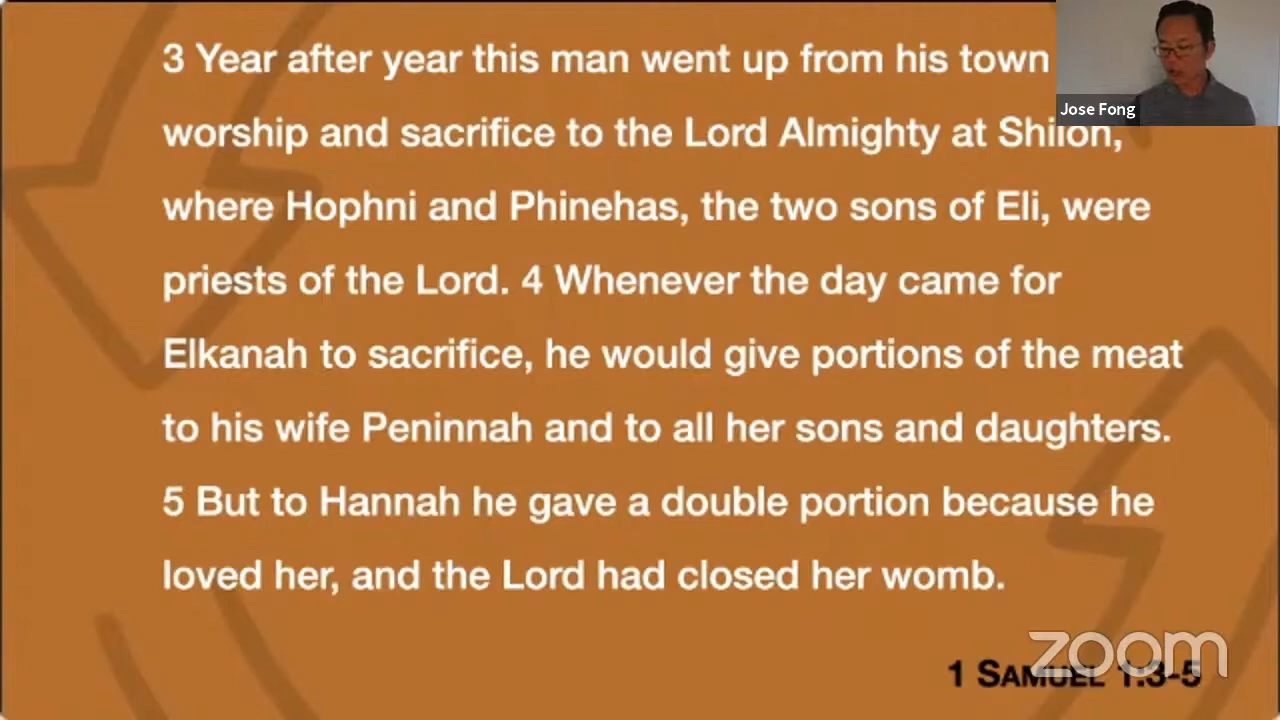 3 Year after year this man went up from his town
worship and sacrifice to the Lord Almighty at Shiloh,
where Hophni and Phinehas, the two sons of Eli, were
priests of the Lord. 4 Whenever the day came for
Elkanah to sacrifice, he would give portions of the meat
to his wife Peninnah and to all her sons and daughters.
5 But to Hannah he gave a double portion because he
loved her, and the Lord had closed her womb.
1 SAMUEL 1:3-5
zoom
Jose Fong